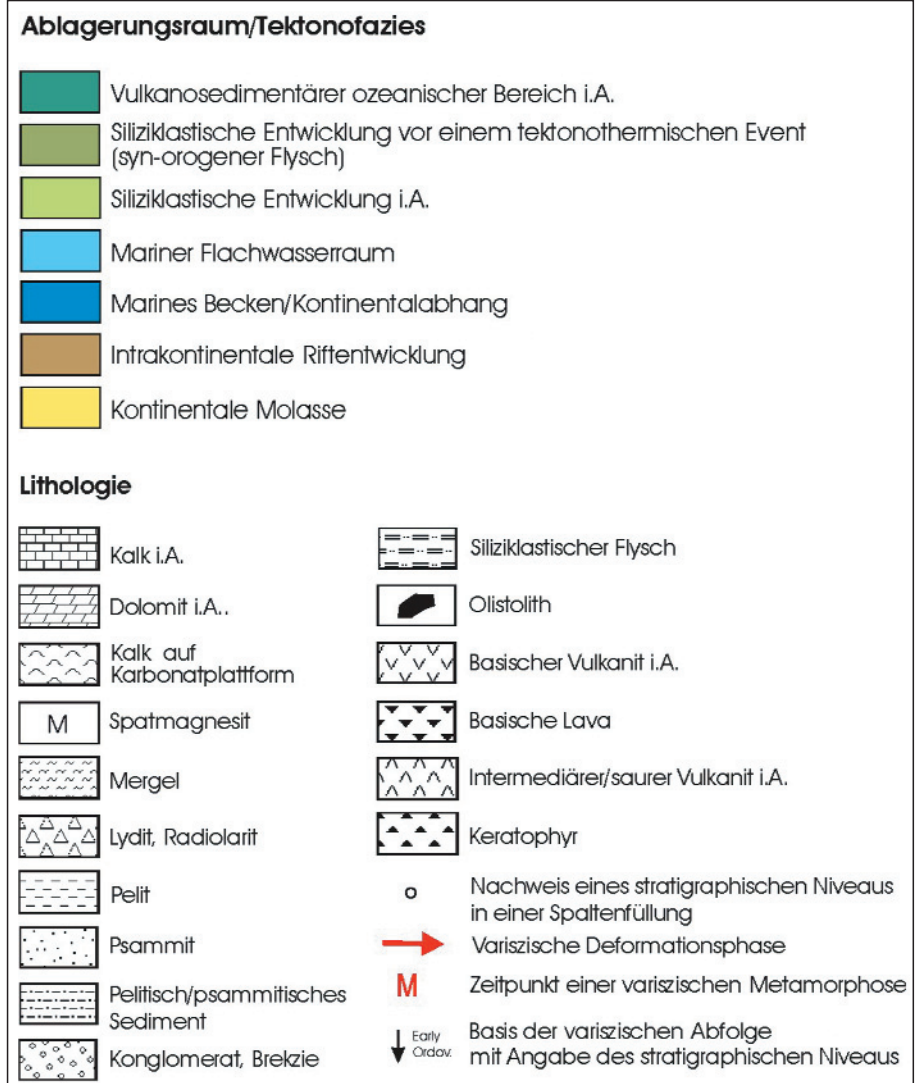 Ablagerungsraum/Tektonofazies
Vulkanosedimentärer ozeanischer Bereich i.A.
Siliziklastische Entwicklung vor einem tektonothermischen Event
(syn-orogener Flysch)
Siliziklastische Entwicklung i.A.
Mariner Flachwasserraum
Marines Becken/Kontinentalabhang
Intrakontinentale Riftentwicklung
Kontinentale Molasse
Lithologie
Kalk i.A.
Dolomit i.A..
Kalk auf
Karbonatplattform
M Spatmagnesit
Mergel
Lydit, Radiolarit
Pelit
Psammit
Pelitisch/psammitisches
Sediment
Konglomerat, Brekzie
Siliziklastischer Flysch
Olistolith
Basischer Vulkanit i.A.
Basische Lava
Intermediärer/saurer Vulkanit i.A.
Keratophyr
Nachweis eines stratigraphischen Niveaus
in einer Spaltenfüllung
Variszische Deformationsphase
M Zeitpunkt einer variszischen Metamorphose
Early Basis der variszischen Abfolge
Ordov. mit Angabe des stratigraphischen Niveaus